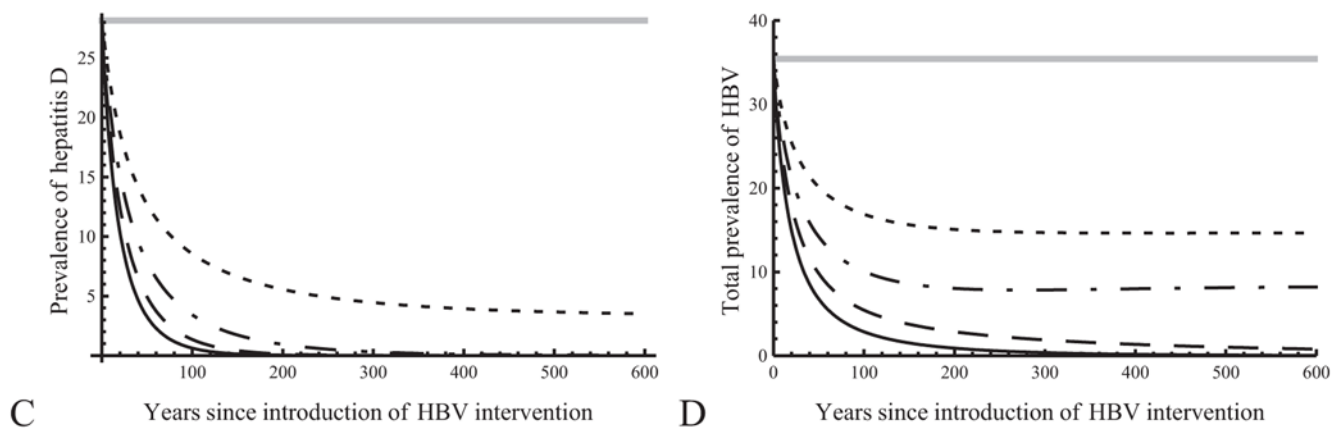 Prevalence of hepatitis D
25
20
15
10
5
100 200 300 400 500 600
Years since introduction of HBV intervention
C
Total prevalence of HBV
40
30
20
10
0
0 100 200 300 400 500 600
Years since introduction of HBV intervention
D